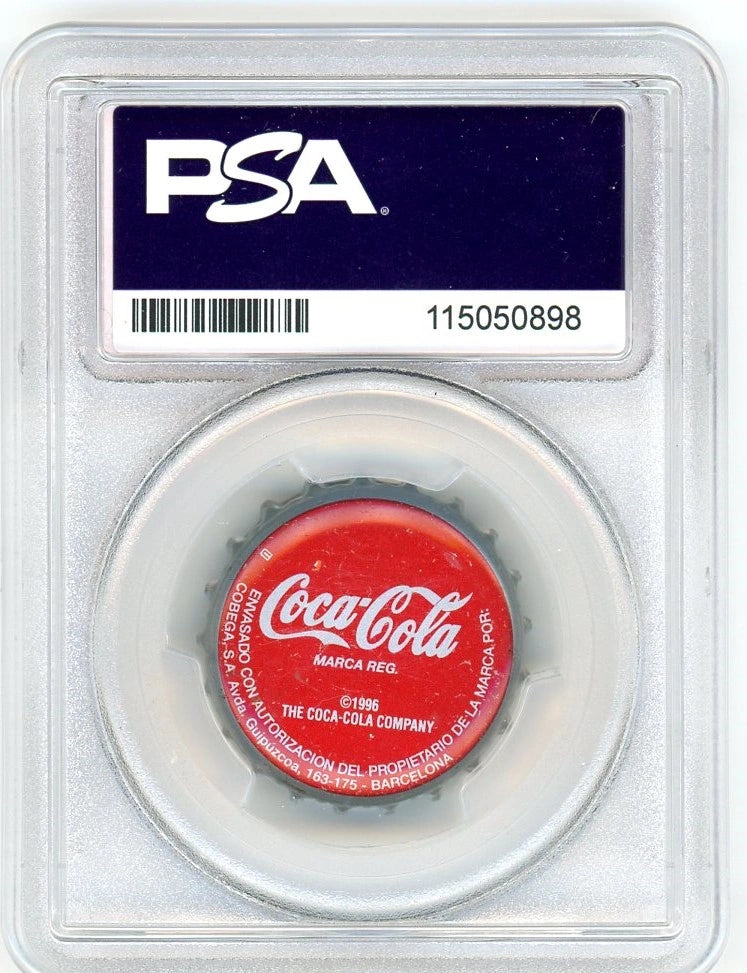 PSA®
115050898
Coca-Cola
MARCA REG.
©1996
THE COCA-COLA COMPANY
ENVASADO CON AUTORIZACION DEL PROPIETARIO DE LA MARCA POR:
COBEGA, S.A. Avda. Guipúzcoa, 163-175 - BARCELONA